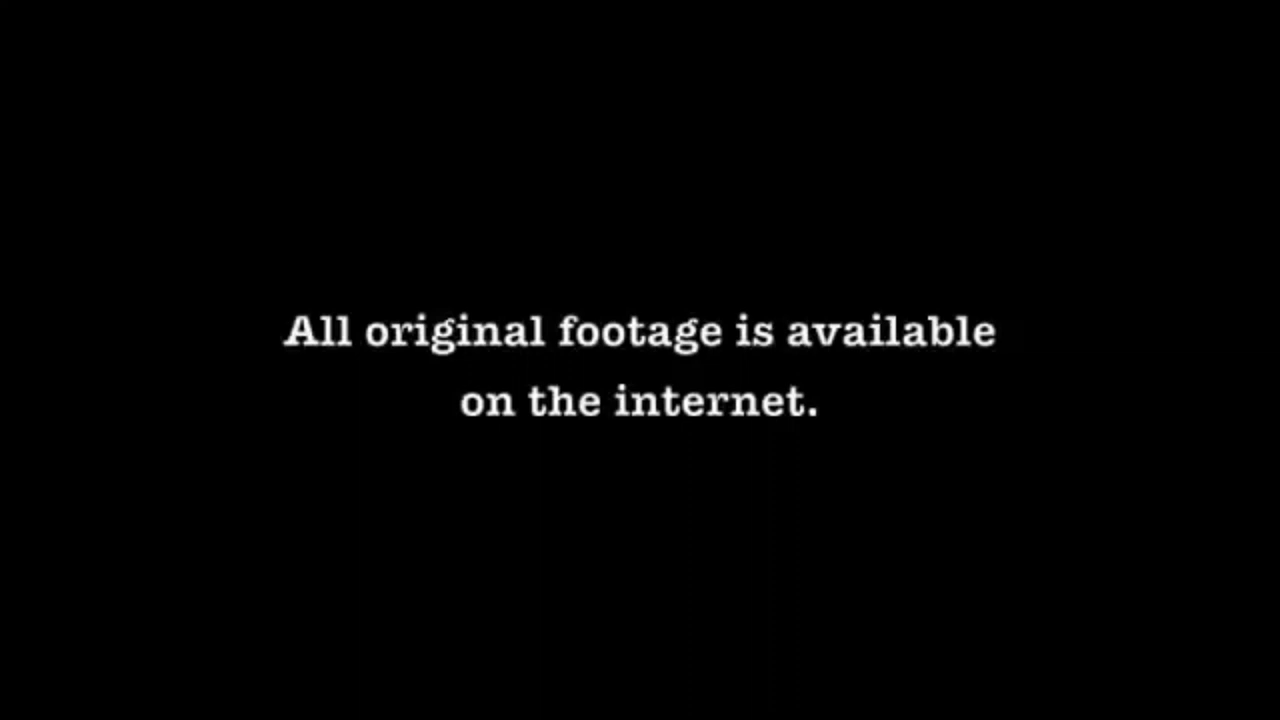 All original footage is available
on the internet.